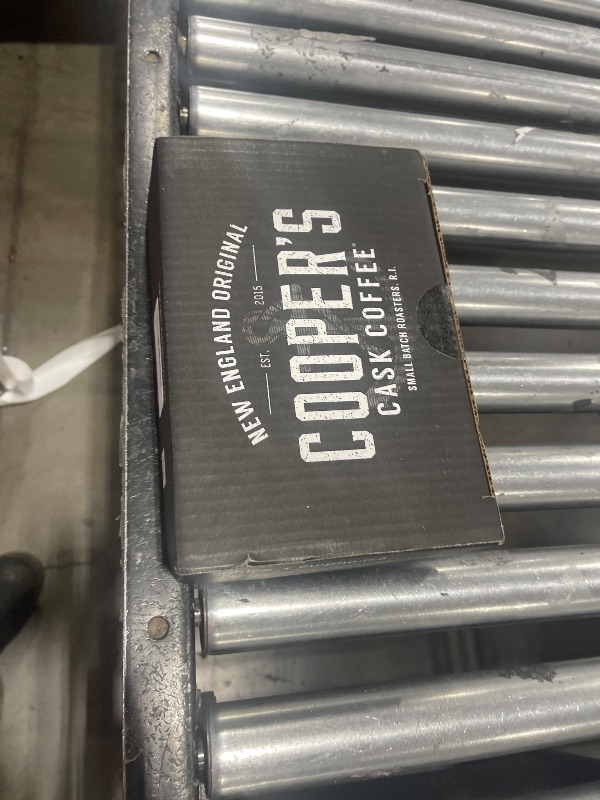 NEW ENGLAND ORIGINAL
EST. 2015
COOPER'S
CASK COFFEE®
SMALL BATCH ROASTERS, R.I.